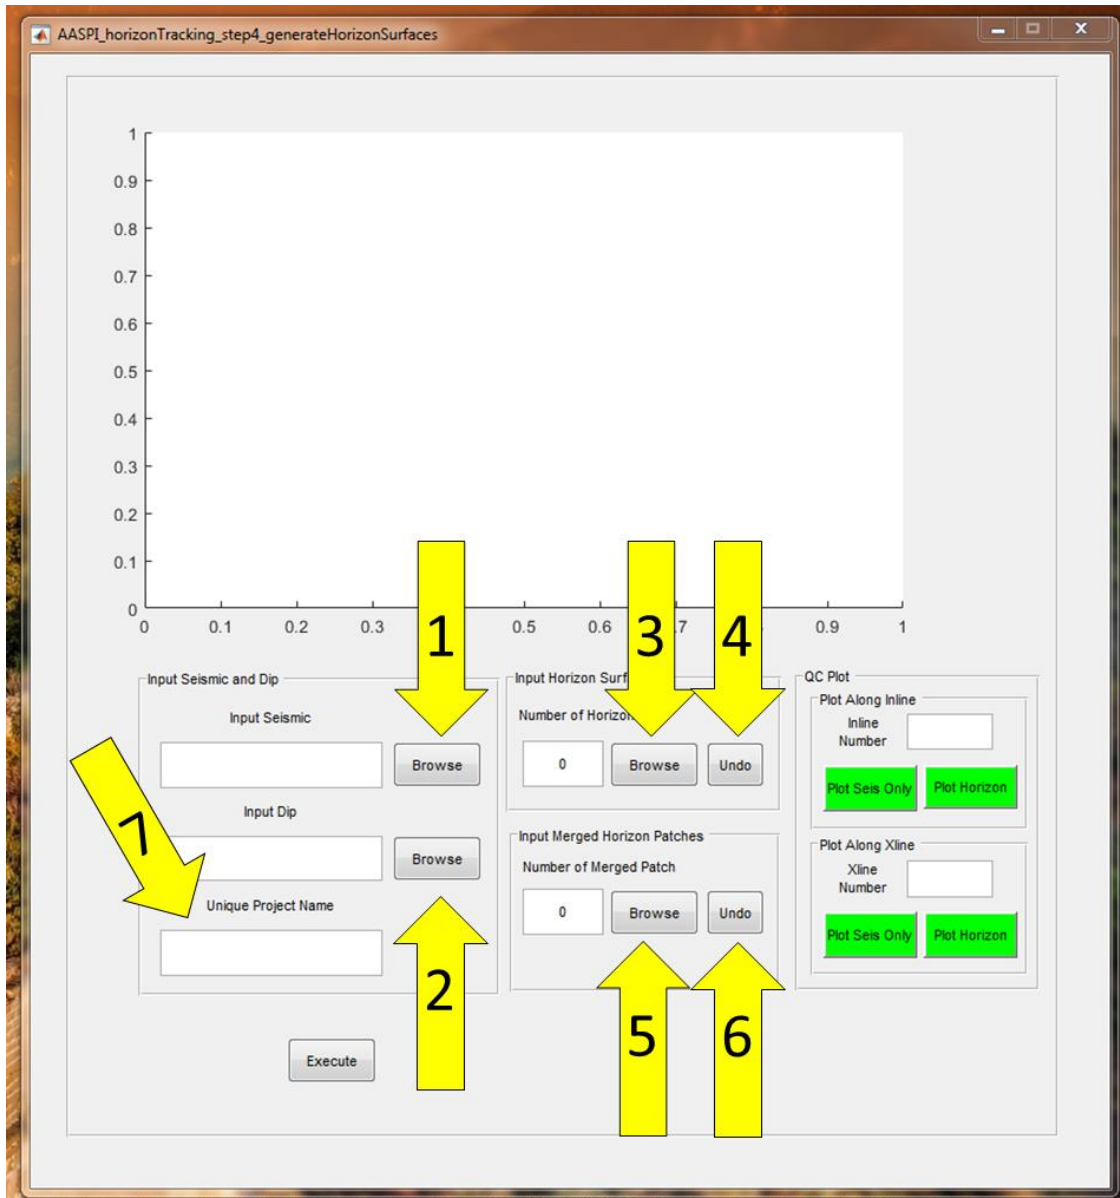 AASPI_horizonTracking_step4_generateHorizonSurfaces
1
0.9
0.8
0.7
0.6
0.5
0.4
0.3
0.2
0.1
0
0 0.1 0.2 0.3 0.5 0.6 0.9 1
1
3
4
Input Seismic and Dip
Input Seismic
Browse
Input Dip
Browse
7
Unique Project Name
2
Input Horizon
Number of
0 Browse Undo
Input Merged Horizon Patches
Number of Merged Patch
0 Browse Undo
5
6
QC Plot
Plot Along Inline
Inline
Number
Plot Seis Only Plot Horizon
Plot Along Xline
Xline
Number
Plot Seis Only Plot Horizon
Execute